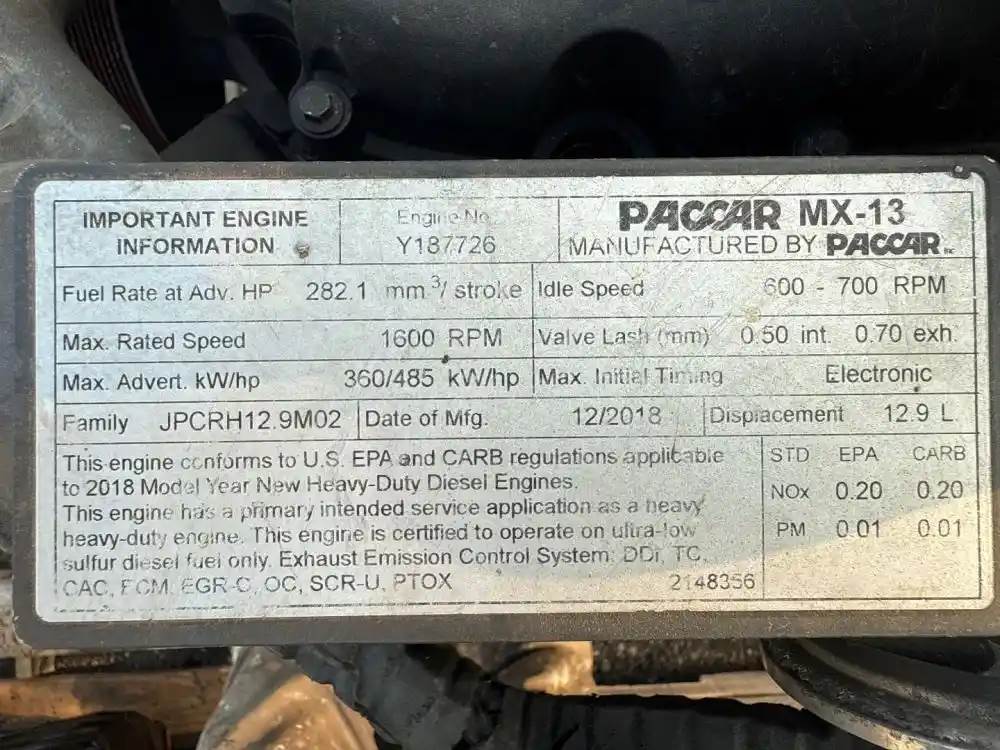 IMPORTANT ENGINE
INFORMATION
Engine No.
Y187726
PACCAR MX-13
MANUFACTURED BY PACCAR INC
Fuel Rate at Adv. HP 282.1 mm³/ stroke
Idle Speed 600 - 700 RPM
Max. Rated Speed 1600 RPM
Valve Lash (mm) 0.50 int. 0.70 exh.
Max. Advert. kW/hp 360/485 kW/hp
Max. Initial Timing Electronic
Family JPCRH12.9M02
Date of Mfg. 12/2018
Displacement 12.9 L
This engine conforms to U.S. EPA and CARB regulations applicable
to 2018 Model Year New Heavy-Duty Diesel Engines.
This engine has a primary intended service application as a heavy
heavy-duty engine. This engine is certified to operate on ultra-low
sulfur diesel fuel only. Exhaust Emission Control System: DDI, TC,
CAC, ECM, EGR-C, OC, SCR-U, PTOX
2148356
STD EPA CARB
NOx 0.20 0.20
PM 0.01 0.01